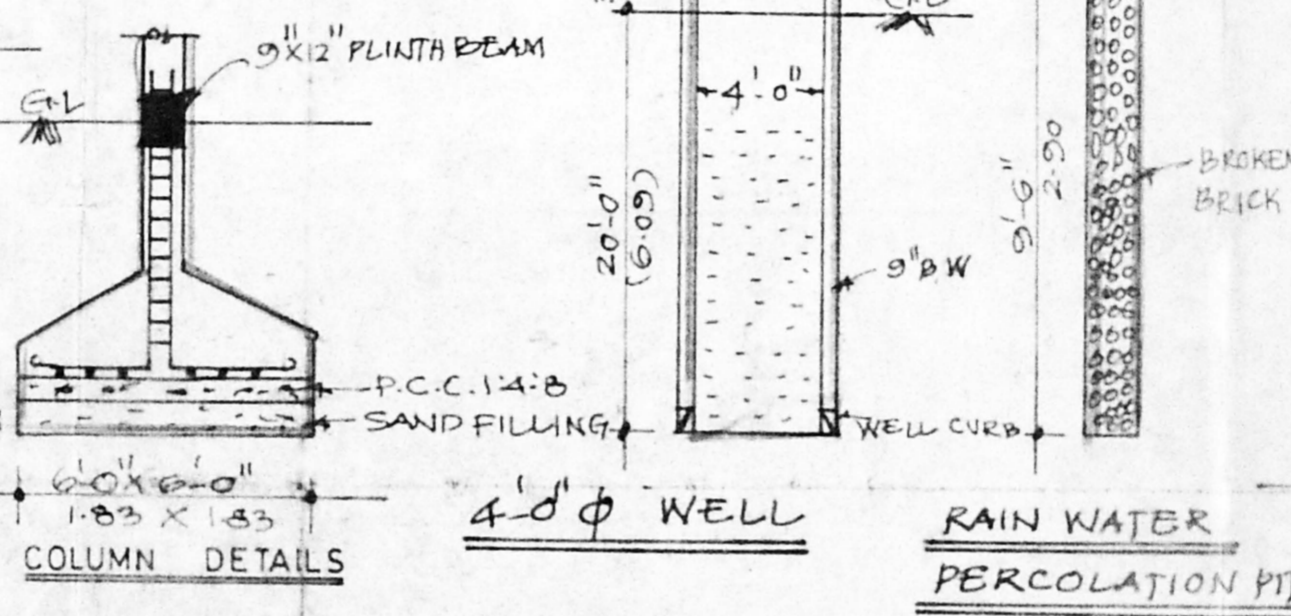 9"X12" PLINTH BEAM
G.L
P.C.C. 1:4:8
SAND FILLING
6'-0" X 6'-0"
1.83 X 1.83
COLUMN DETAILS
4'-0"
20'-0"
(6.09)
9" B.W
WELL CURB
4'-0" φ WELL
9'-6"
2.90
BROKEN
BRICK
RAIN WATER
PERCOLATION PIT